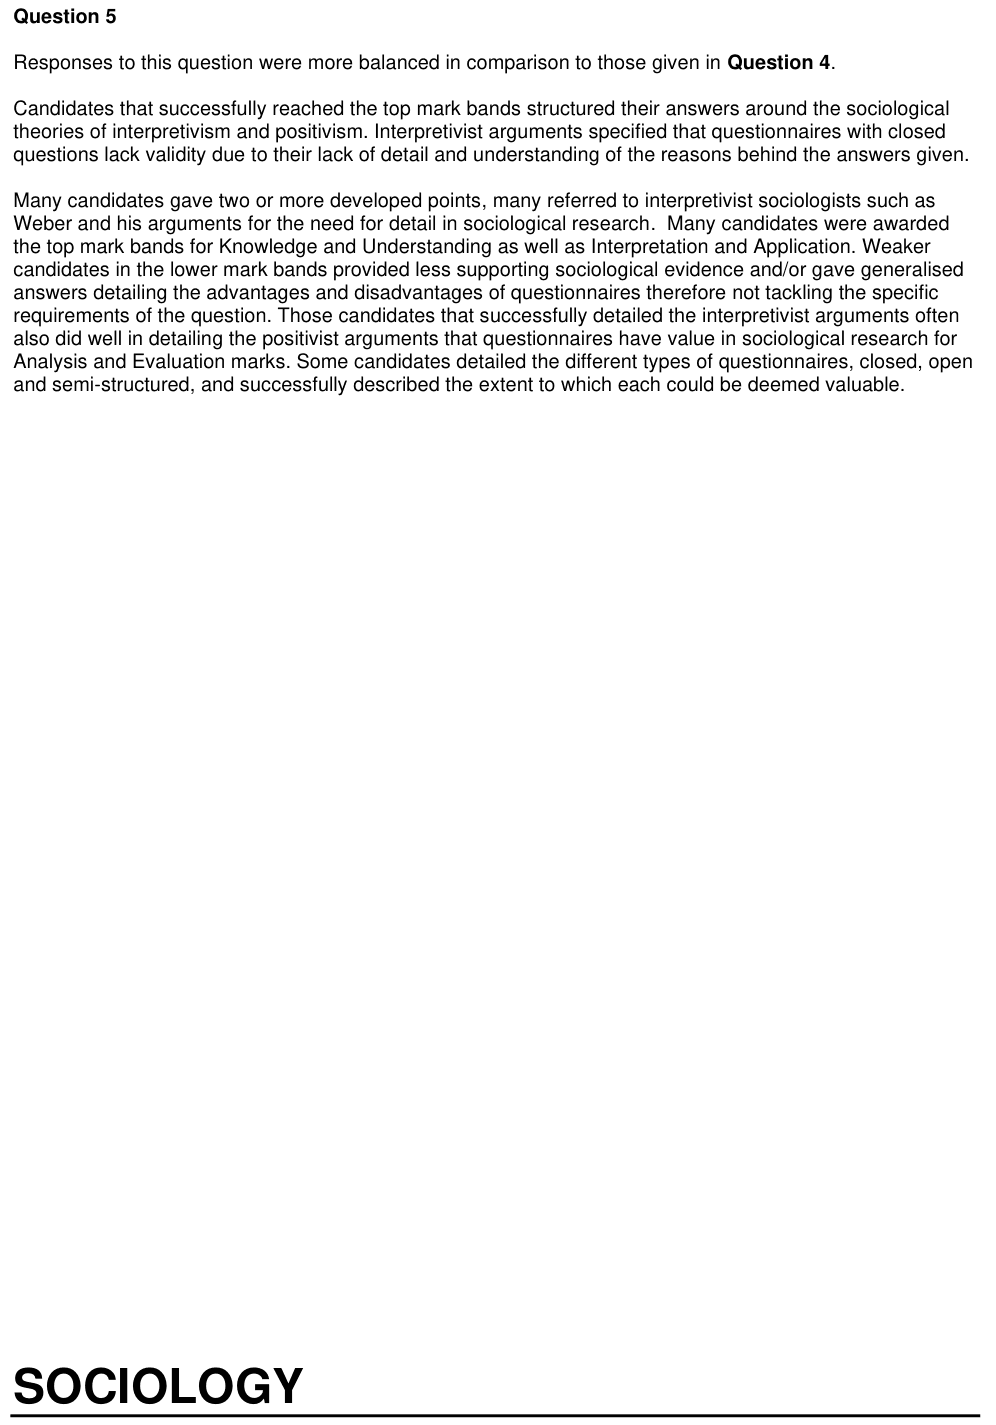 Question 5
Responses to this question were more balanced in comparison to those given in Question 4.
Candidates that successfully reached the top mark bands structured their answers around the sociological
theories of interpretivism and positivism. Interpretivist arguments specified that questionnaires with closed
questions lack validity due to their lack of detail and understanding of the reasons behind the answers given.
Many candidates gave two or more developed points, many referred to interpretivist sociologists such as
Weber and his arguments for the need for detail in sociological research.  Many candidates were awarded
the top mark bands for Knowledge and Understanding as well as Interpretation and Application. Weaker
candidates in the lower mark bands provided less supporting sociological evidence and/or gave generalised
answers detailing the advantages and disadvantages of questionnaires therefore not tackling the specific
requirements of the question. Those candidates that successfully detailed the interpretivist arguments often
also did well in detailing the positivist arguments that questionnaires have value in sociological research for
Analysis and Evaluation marks. Some candidates detailed the different types of questionnaires, closed, open
and semi-structured, and successfully described the extent to which each could be deemed valuable.
SOCIOLOGY